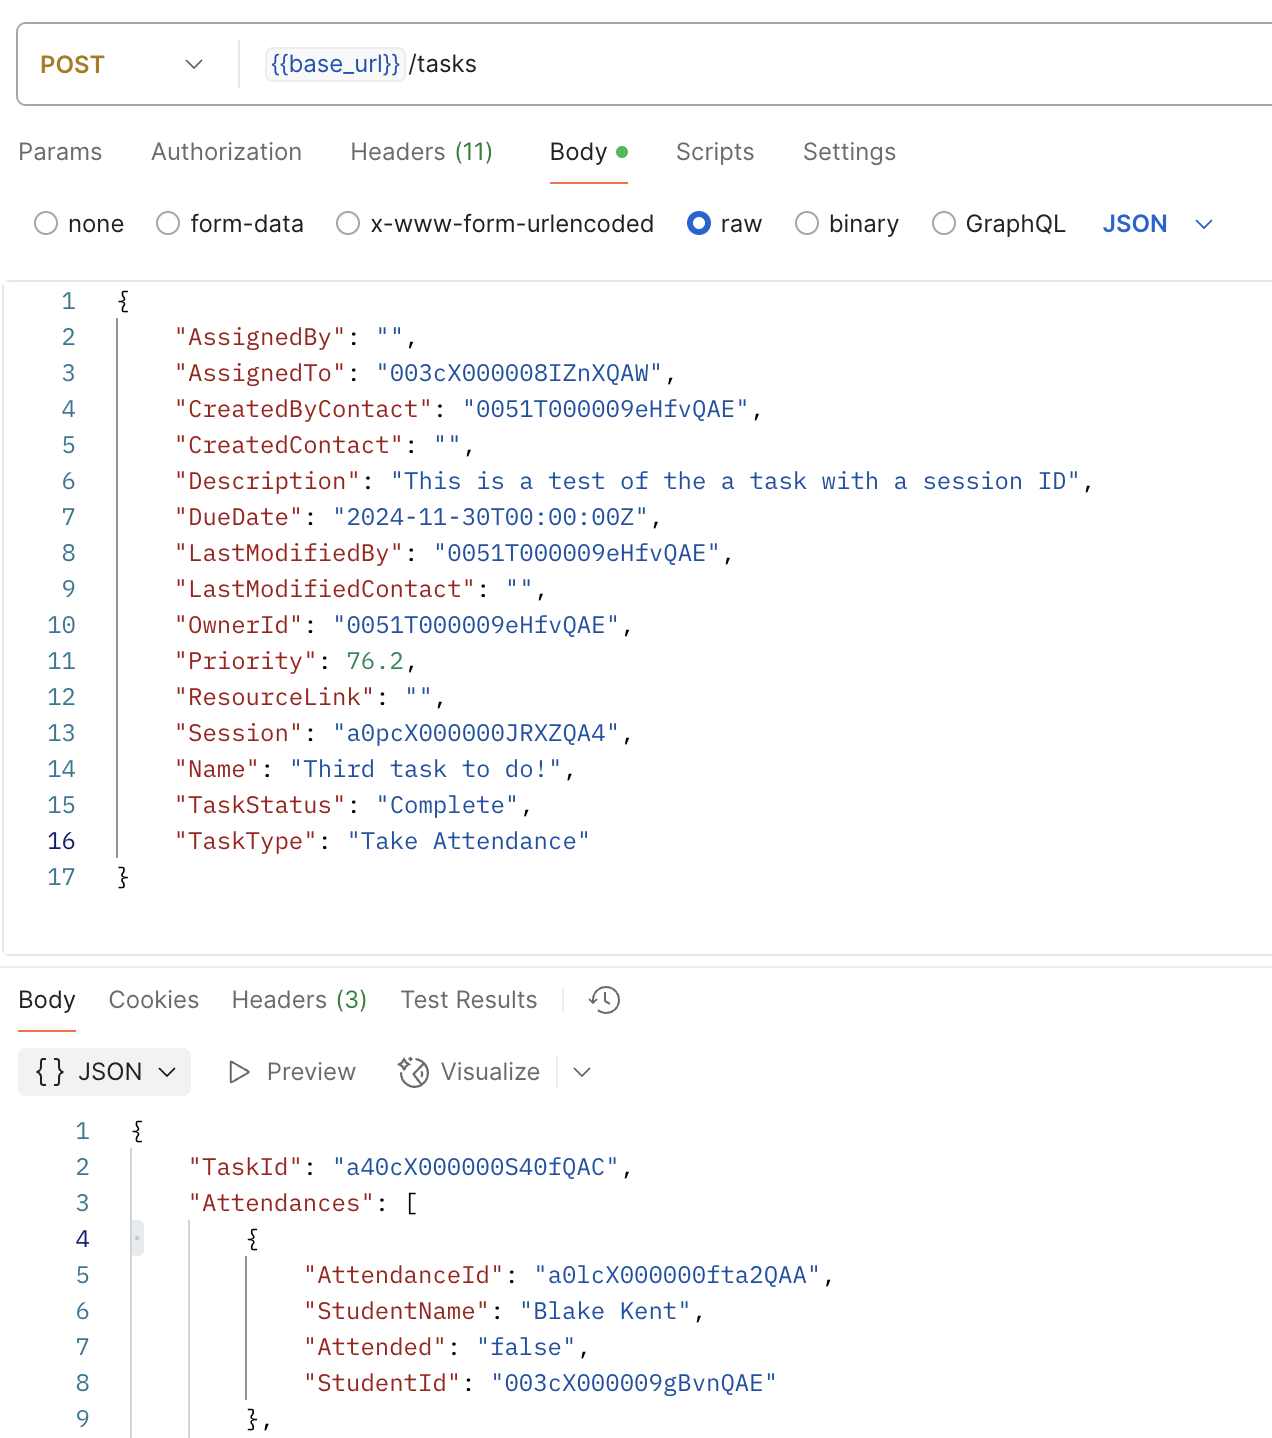 POST {{base_url}} /tasks
Params Authorization Headers (11) Body Scripts Settings
none form-data x-www-form-urlencoded raw binary GraphQL JSON
1 {
2 "AssignedBy": "",
3 "AssignedTo": "003cX000008IZnXQAW",
4 "CreatedByContact": "0051T000009eHfvQAE",
5 "CreatedContact": "",
6 "Description": "This is a test of the a task with a session ID",
7 "DueDate": "2024-11-30T00:00:00Z",
8 "LastModifiedBy": "0051T000009eHfvQAE",
9 "LastModifiedContact": "",
10 "OwnerId": "0051T000009eHfvQAE",
11 "Priority": 76.2,
12 "ResourceLink": "",
13 "Session": "a0pcX000000JRXZQA4",
14 "Name": "Third task to do!",
15 "TaskStatus": "Complete",
16 "TaskType": "Take Attendance"
17 }
Body Cookies Headers (3) Test Results
{} JSON Preview Visualize
1 {
2 "TaskId": "a40cX000000S40fQAC",
3 "Attendances": [
4 {
5 "AttendanceId": "a0lcX000000fta2QAA",
6 "StudentName": "Blake Kent",
7 "Attended": "false",
8 "StudentId": "003cX000009gBvnQAE"
9 },